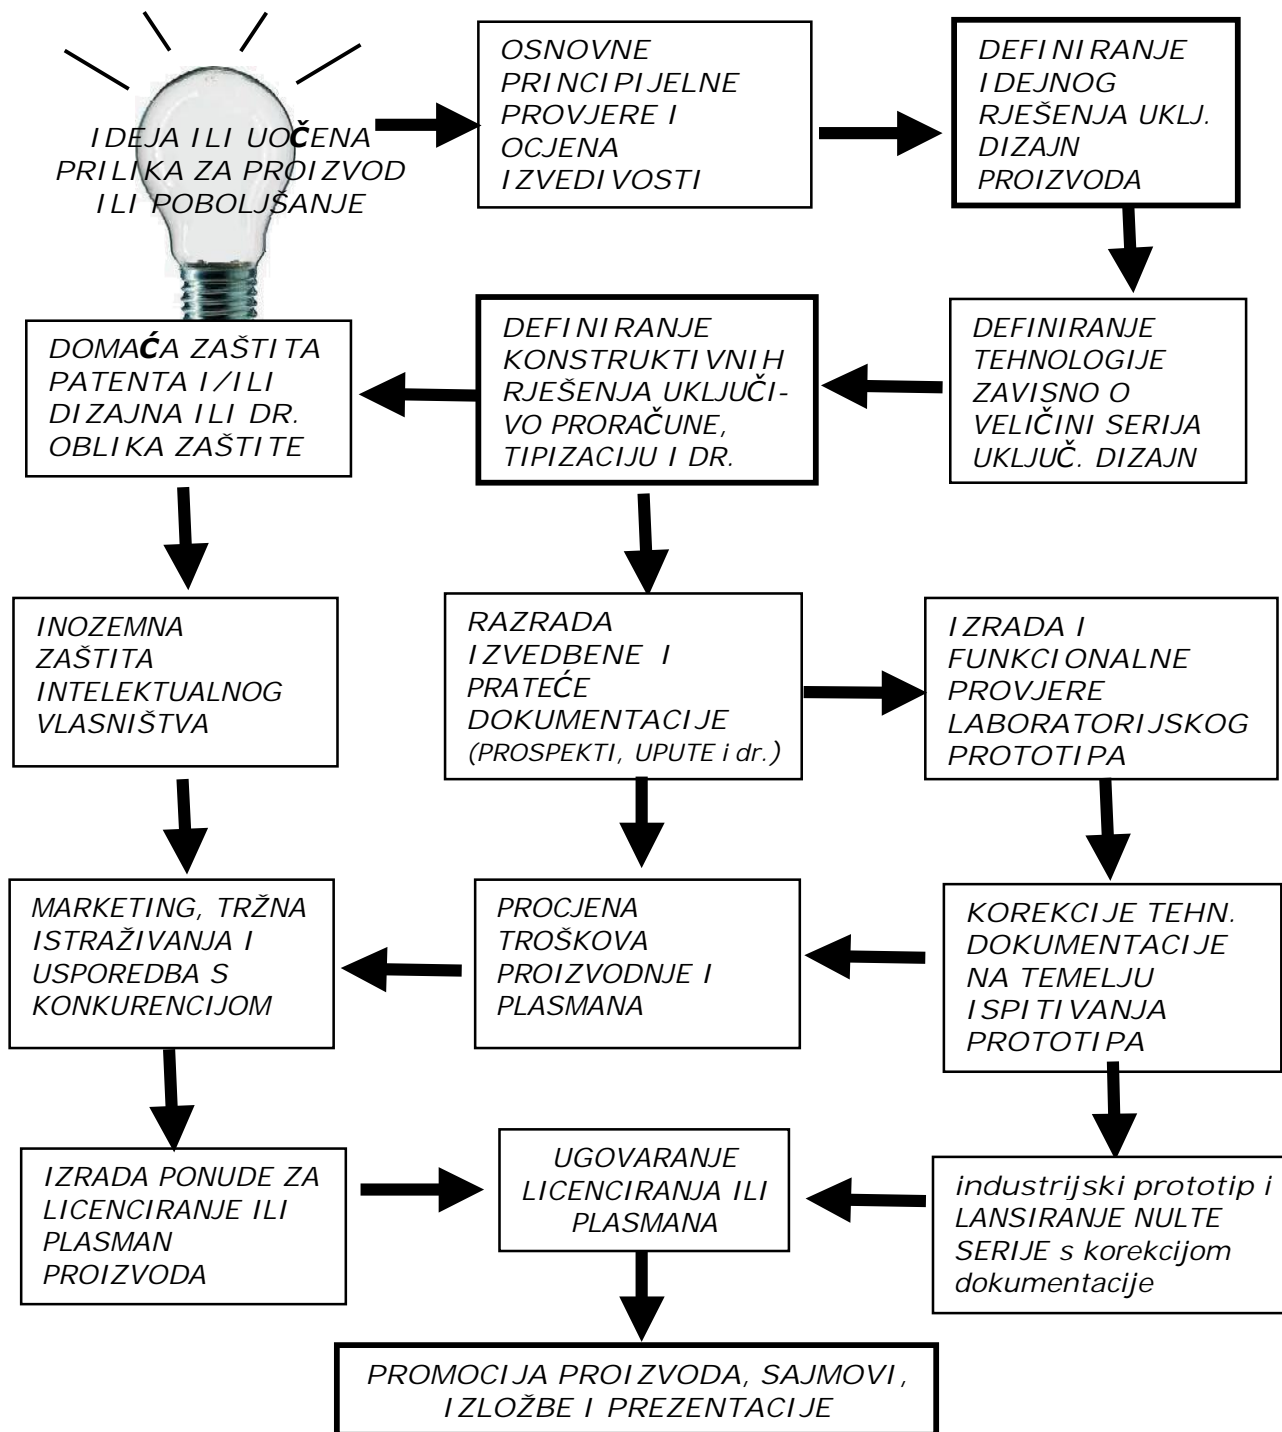 IDEJA ILI UOČENA
PRILIKA ZA PROIZVOD
ILI POBOLJŠANJE
OSNOVNE
PRINCIPIJELNE
PROVJERE I
OCJENA
IZVEDIVOSTI
DEFINIRANJE
IDEJNOG
RJEŠENJA UKLJ.
DIZAJN
PROIZVODA
DOMAĆA ZAŠTITA
PATENTA I/ILI
DIZAJNA ILI DR.
OBLIKA ZAŠTITE
DEFINIRANJE
KONSTRUKTIVNIH
RJEŠENJA UKLJUČI-
VO PRORAČUNE,
TIPIZACIJU I DR.
DEFINIRANJE
TEHNOLOGIJE
ZAVISNO O
VELIČINI SERIJA
UKLJUČ. DIZAJN
INOZEMNA
ZAŠTITA
INTELEKTUALNOG
VLASNIŠTVA
RAZRADA
IZVEDBENE I
PRATEĆE
DOKUMENTACIJE
(PROSPEKTI, UPUTE i dr.)
IZRADA I
FUNKCIONALNE
PROVJERE
LABORATORIJSKOG
PROTOTIPA
MARKETING, TRŽNA
ISTRAŽIVANJA I
USPOREDBA S
KONKURENCIJOM
PROCJENA
TROŠKOVA
PROIZVODNJE I
PLASMANA
KOREKCIJE TEHN.
DOKUMENTACIJE
NA TEMELJU
ISPITIVANJA
PROTOTIPA
IZRADA PONUDE ZA
LICENCIRANJE ILI
PLASMAN
PROIZVODA
UGOVARANJE
LICENCIRANJA ILI
PLASMANA
industrijski prototip i
LANSIRANJE NULTE
SERIJE s korekcijom
dokumentacije
PROMOCIJA PROIZVODA, SAJMOVI,
IZLOŽBE I PREZENTACIJE